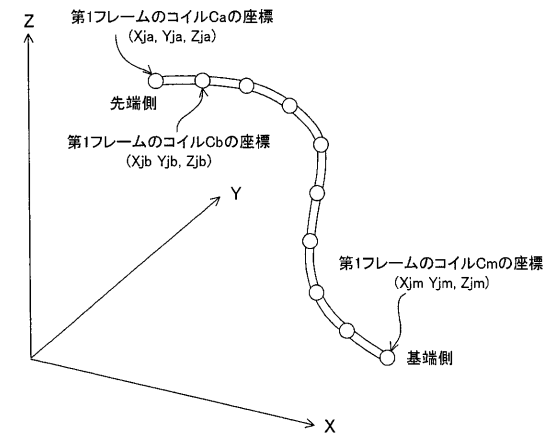 Z
第1フレームのコイルCaの座標
(Xja, Yja, Zja)
先端側
第1フレームのコイルCbの座標
(Xjb Yjb, Zjb)
Y
第1フレームのコイルCmの座標
(Xjm Yjm, Zjm)
基端側
X